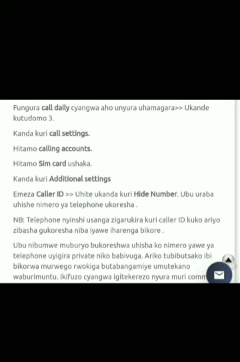 Fungura call daily cyangwa aho unyura uhamagara>> Ukande
kutudomo 3.
Kanda kuri call settings.
Hitamo calling accounts.
Hitamo Sim card ushaka.
Kanda kuri Additional settings
Emeza Caller ID >> Uhite ukanda kuri Hide Number. Ubu uraba
uhishe nimero ya telephone ukoresha .
NB: Telephone nyinshi usanga zigarukira kuri caller ID kuko ariyo
zibasha gukoresha niba iyawe iharenga bikore .
Ubu nibumwe muburyo bukoreshwa uhisha ko nimero yawe ya
telephone uyigira private niko babivuga. Ariko tubibutsako ibi
bikorwa murwego rwokiga butabangamiye umutekano
waburimuntu. Ikifuzo cyangwa igitekerezo nyura muri comm